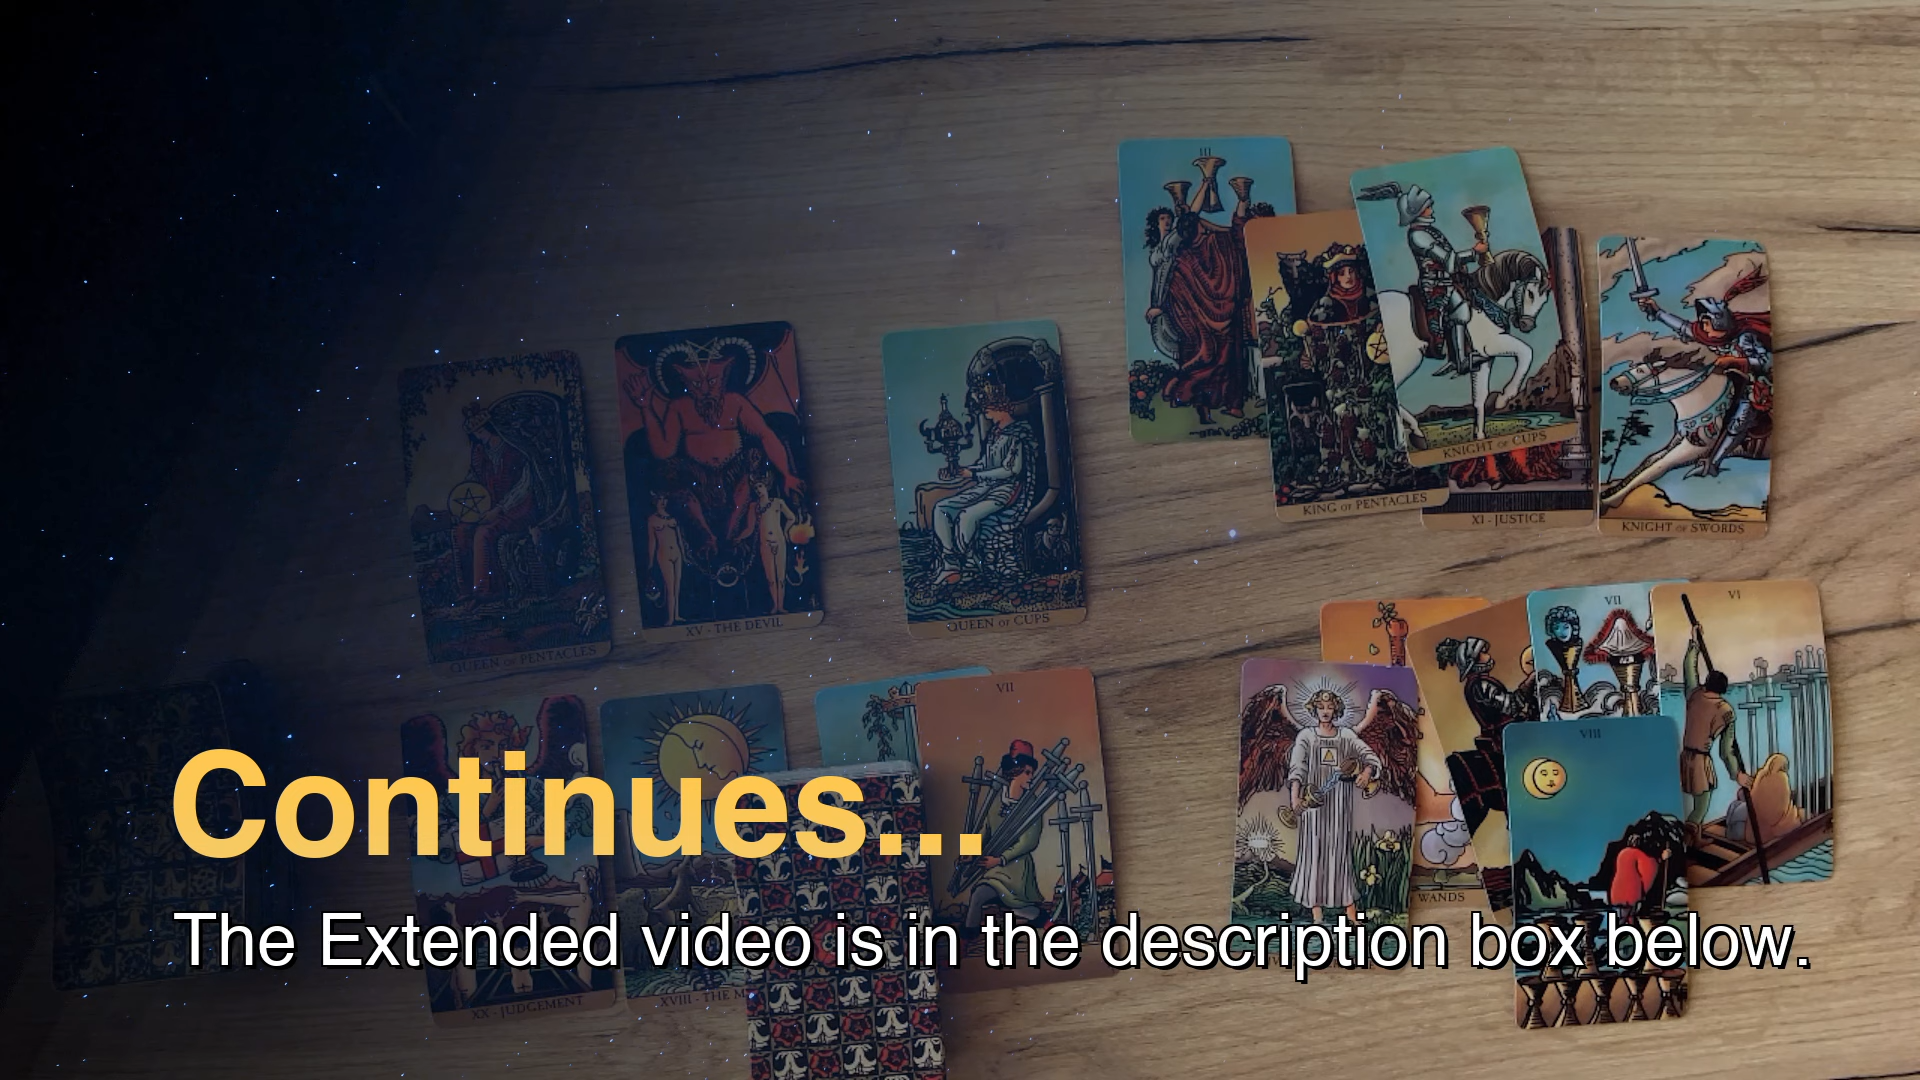 III
KNIGHT OF CUPS
KING OF PENTACLES
XI - JUSTICE
KNIGHT OF SWORDS
QUEEN OF PENTACLES
XV - THE DEVIL
QUEEN OF CUPS
VII
VI
VII
VIII
WANDS
Continues...
The Extended video is in the description box below.
XX - JUDGEMENT
XVIII - THE M